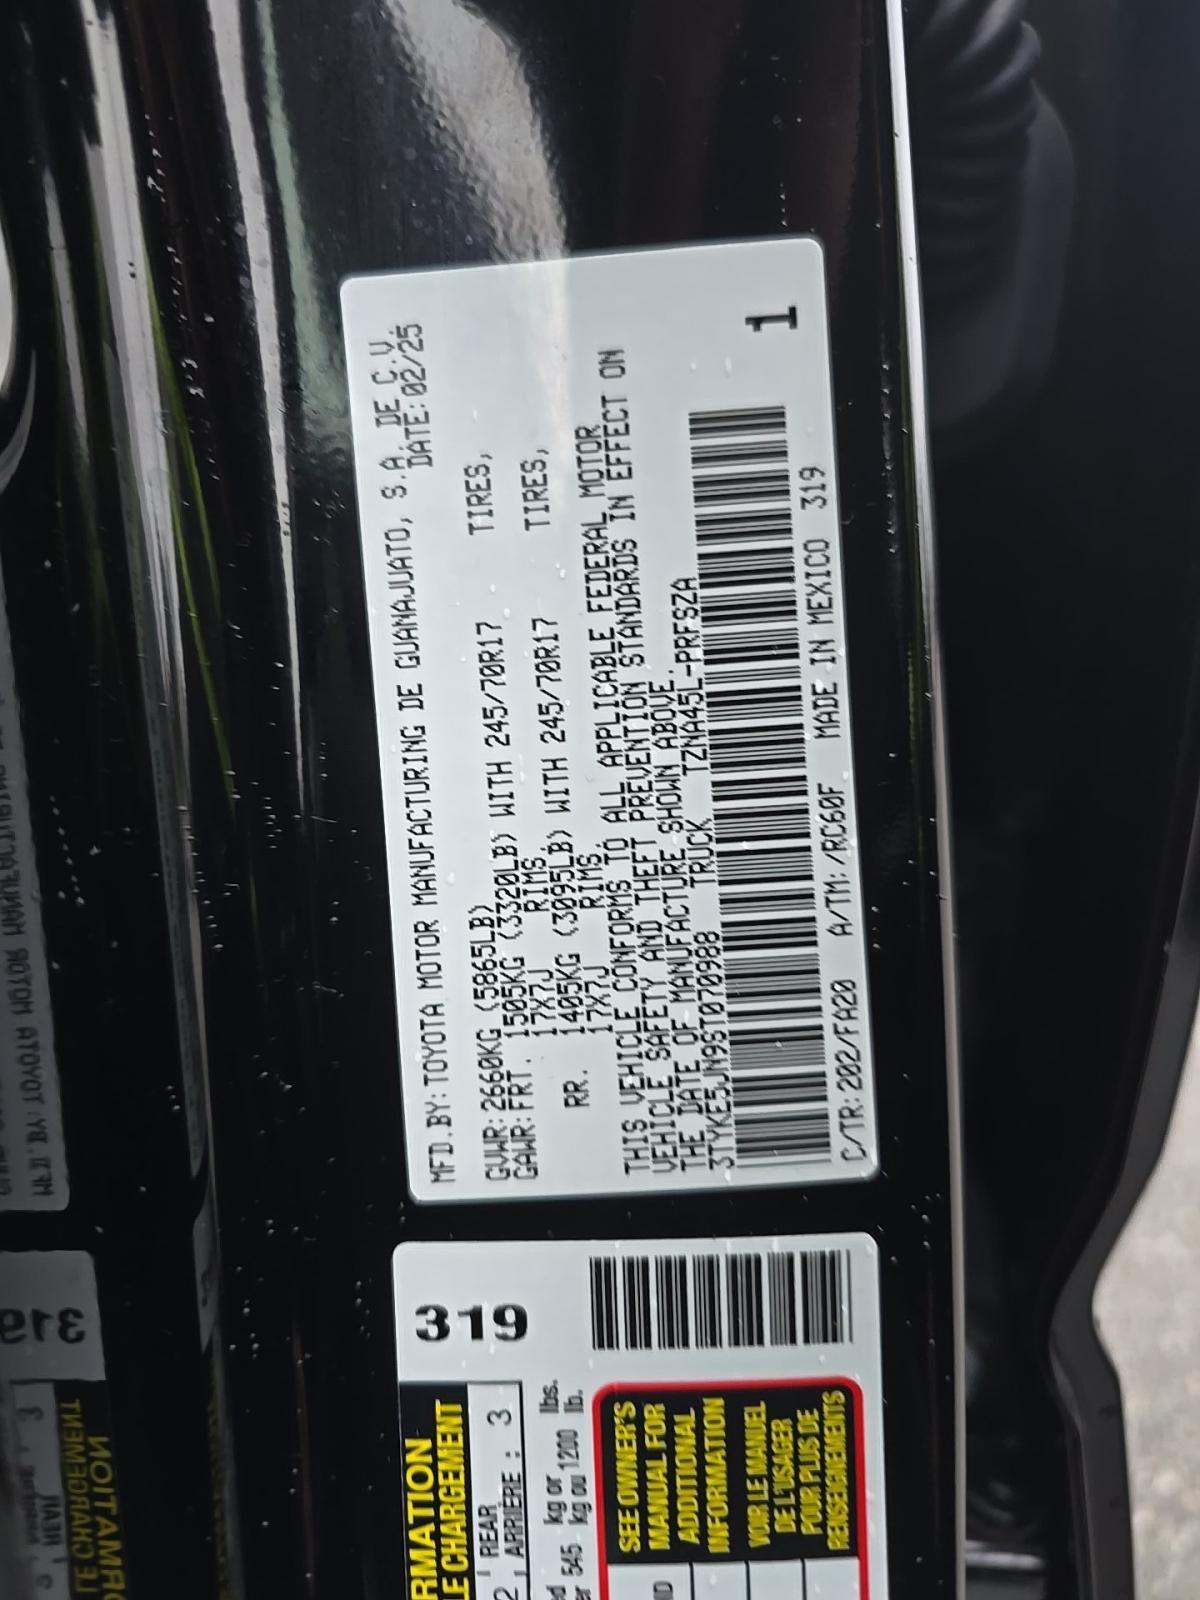 MFD.BY:TOYOTA MOTOR MANUFACTURING DE GUANAJUATO, S.A. DE C.V.
DATE:02/25
GVWR:2660KG (5865LB)
GAWR:FRT. 1505KG (3320LB) WITH 245/70R17 TIRES,
17X7J RIMS,
RR. 1405KG (3095LB) WITH 245/70R17 TIRES,
17X7J RIMS.
THIS VEHICLE CONFORMS TO ALL APPLICABLE FEDERAL MOTOR
VEHICLE SAFETY AND THEFT PREVENTION STANDARDS IN EFFECT ON
THE DATE OF MANUFACTURE SHOWN ABOVE.
3TYKE5JN9ST070988 TRUCK TZNA45L-PRFSZA
1
C/TR:202/FA20 A/TM:/RC60F MADE IN MEXICO 319
319
RMATION
LE CHARGEMENT
2 REAR
ARRIÈRE : 3
545 kg or lbs.
kg ou 1200 lb.
SEE OWNER'S
MANUAL FOR
ADDITIONAL
INFORMATION
VOIR LE MANUEL
DE L'USAGER
POUR PLUS DE
RENSEIGNEMENTS